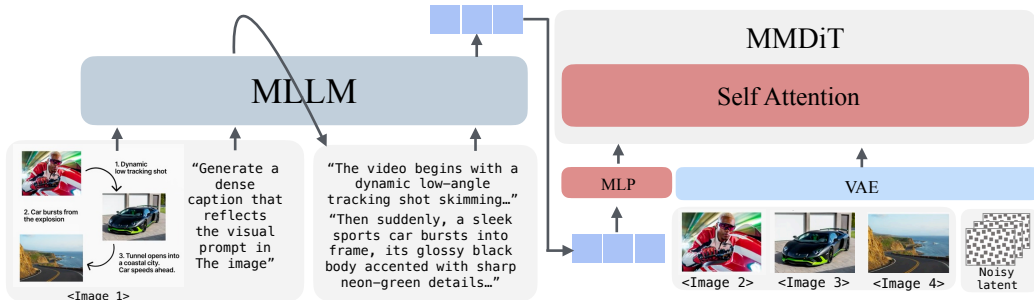 MLLM
1. Dynamic
low tracking shot
2. Car bursts from
the explosion
3. Tunnel opens into
a coastal city.
Car speeds ahead.
<Image 1>
“Generate a
dense
caption that
reflects
the visual
prompt in
The image”
“The video begins with a
dynamic low-angle
tracking shot skimming…”
“Then suddenly, a sleek
sports car bursts into
frame, its glossy black
body accented with sharp
neon-green details…”
MMDiT
Self Attention
MLP
VAE
<Image 2>
<Image 3>
<Image 4>
Noisy
latent